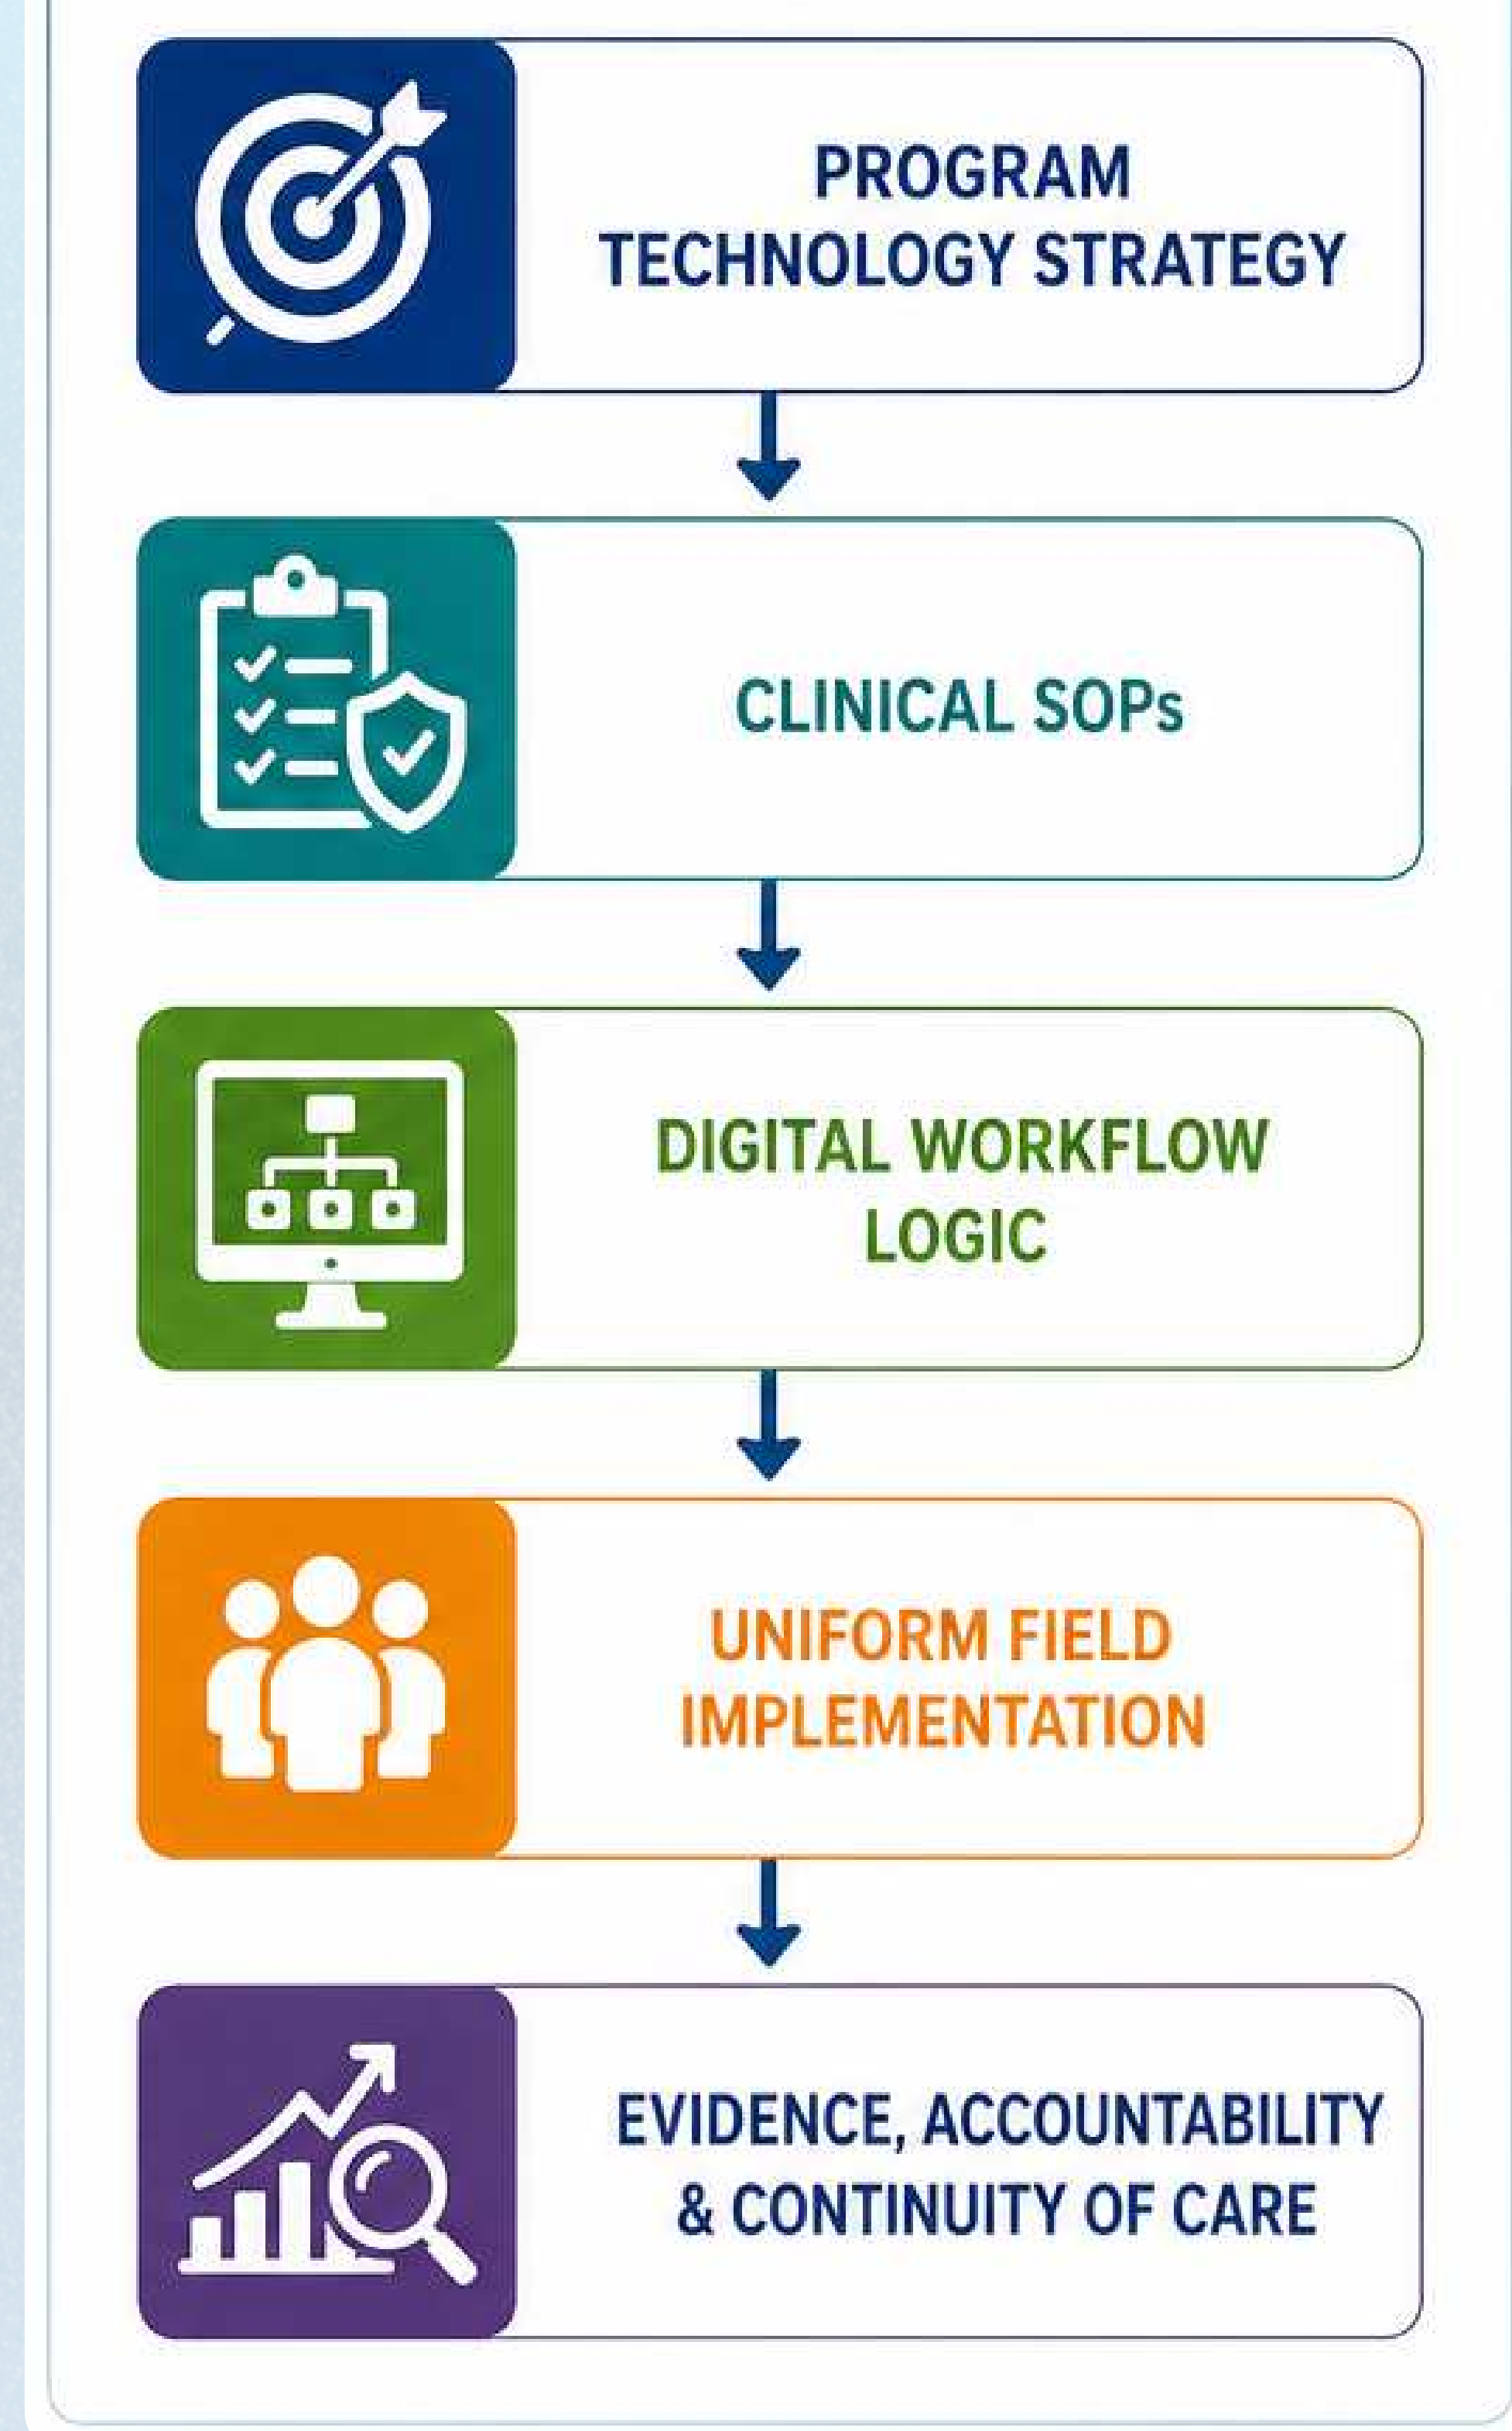 PROGRAM
TECHNOLOGY STRATEGY
CLINICAL SOPs
DIGITAL WORKFLOW
LOGIC
UNIFORM FIELD
IMPLEMENTATION
EVIDENCE, ACCOUNTABILITY
& CONTINUITY OF CARE